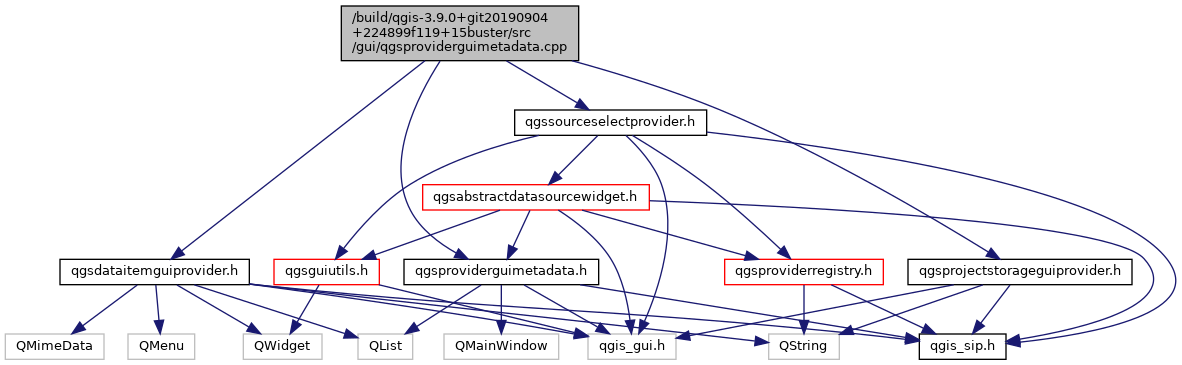 /build/qgis-3.9.0+git20190904
+224899f119+15buster/src
/gui/qgsproviderguimetadata.cpp
qgssourceselectprovider.h
qgsabstractdatasourcewidget.h
qgsdataitemguiprovider.h
qgsguiutils.h
qgsproviderguimetadata.h
qgsproviderregistry.h
qgsprojectstorageguiprovider.h
QMimeData
QMenu
QWidget
QList
QMainWindow
qgis_gui.h
QString
qgis_sip.h